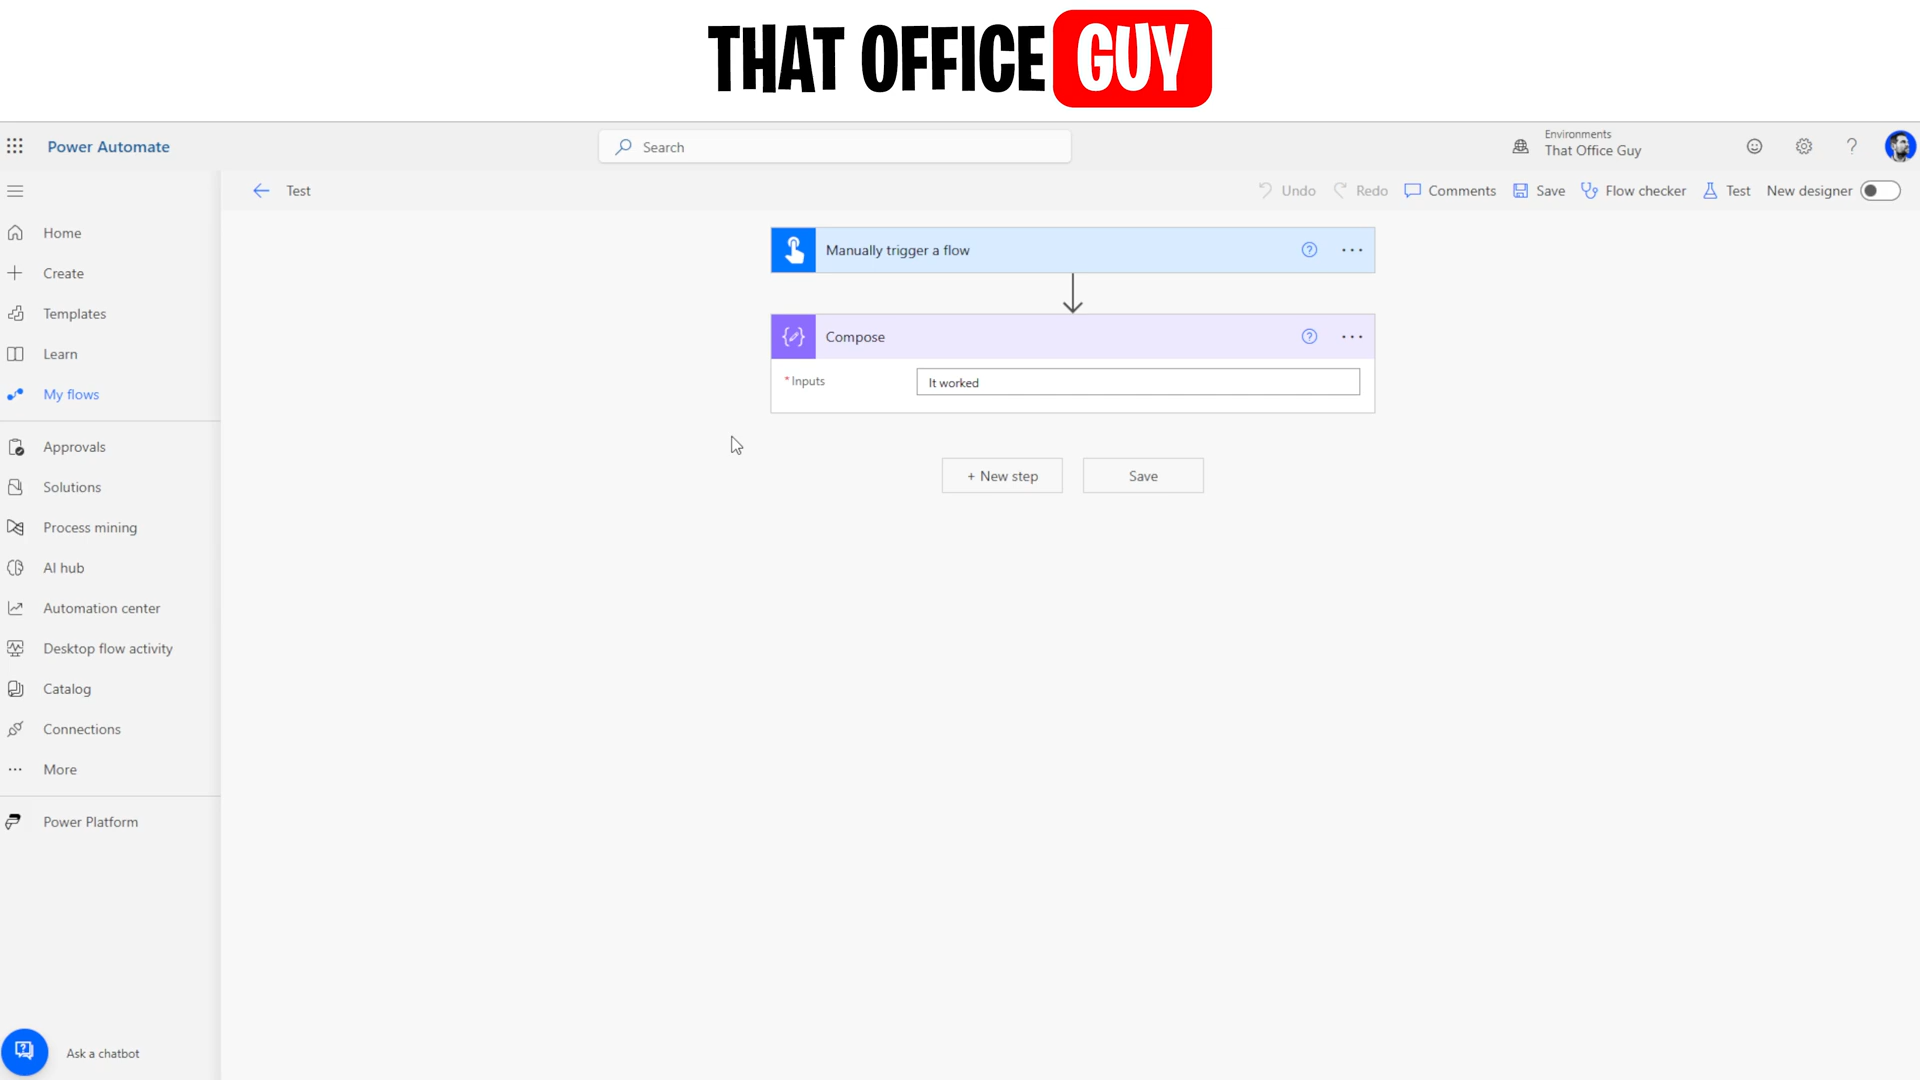 THAT OFFICE GUY
Power Automate
Search
Environments
That Office Guy
Test
Undo
Redo
Comments
Save
Flow checker
Test
New designer
Home
Create
Templates
Learn
My flows
Approvals
Solutions
Process mining
AI hub
Automation center
Desktop flow activity
Catalog
Connections
More
Power Platform
Ask a chatbot
Manually trigger a flow
Compose
* Inputs
It worked
+ New step
Save